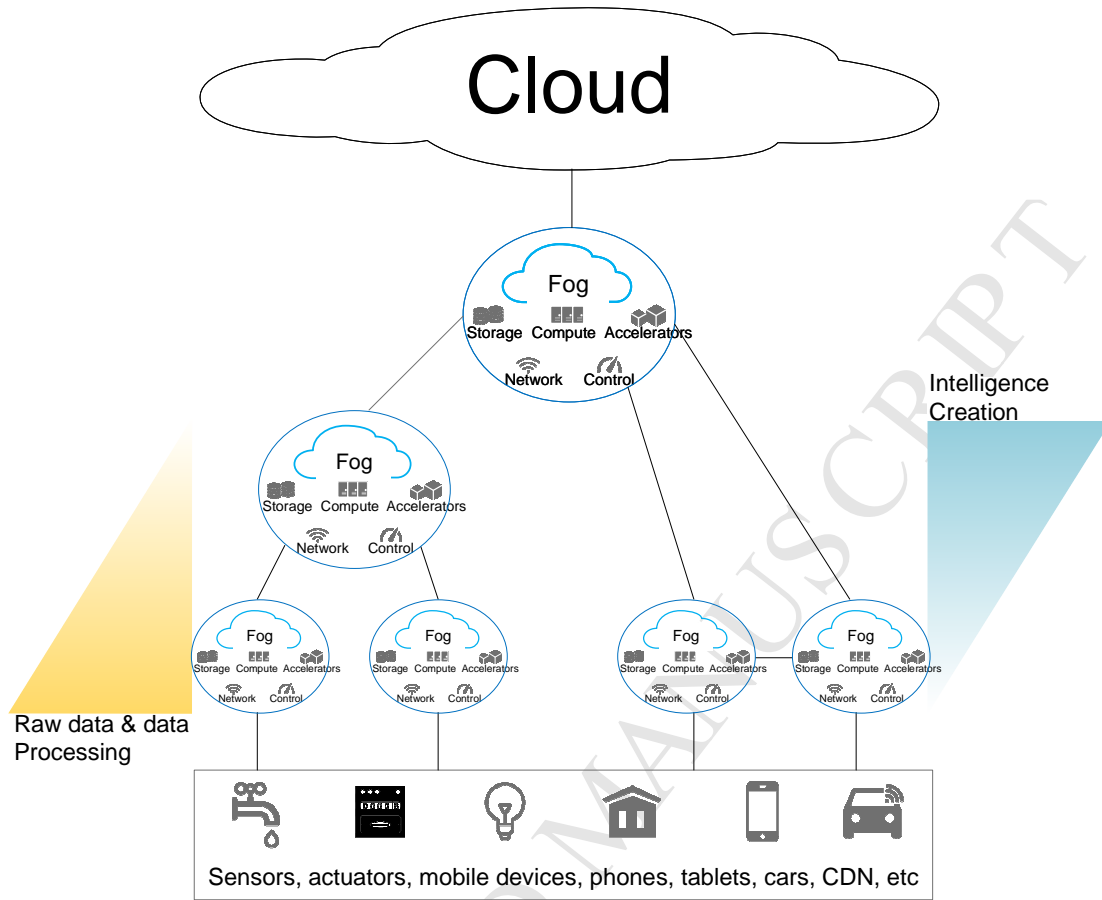 Cloud
Fog
Storage Compute Accelerators
Network Control
Intelligence
Creation
Fog
Storage Compute Accelerators
Network Control
Fog
Storage Compute Accelerators
Network Control
Fog
Storage Compute Accelerators
Network Control
Fog
Storage Compute Accelerators
Network Control
Fog
Storage Compute Accelerators
Network Control
Raw data & data
Processing
Sensors, actuators, mobile devices, phones, tablets, cars, CDN, etc
D MANUSCRIPT